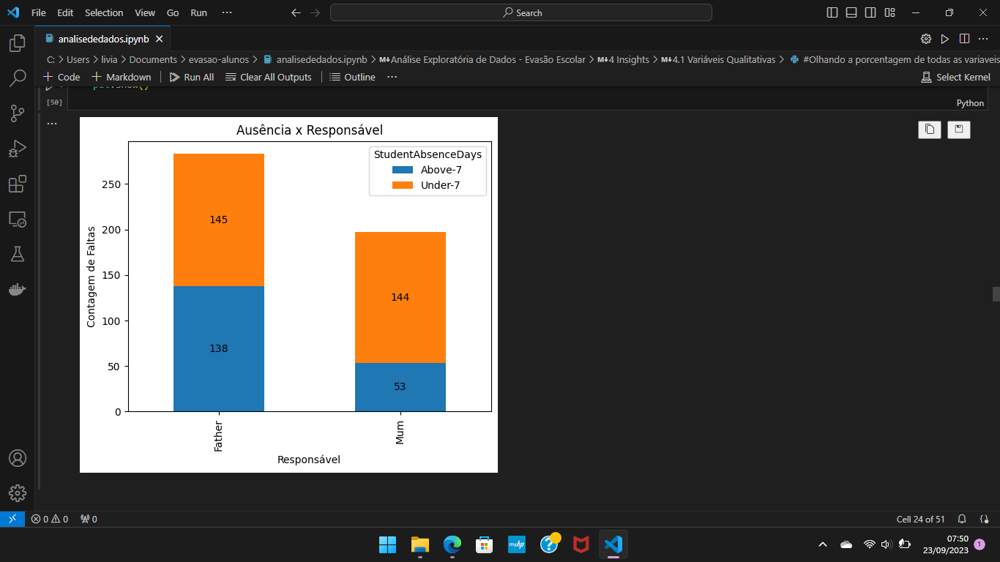 File Edit Selection View Go Run ··· Search
analisededados.ipynb
C: > Users > livia > Documents > evasao-alunos > analisededados.ipynb > Análise Exploratória de Dados - Evasão Escolar > 4 Insights > 4.1 Variáveis Qualitativas > #Olhando a porcentagem de todas as variaveis
Code Markdown Run All Clear All Outputs Outline ··· Select Kernel
plt.show()
[50] Python
Ausência x Responsável
StudentAbsenceDays
Above-7
Under-7
250
200
150
100
50
0
Contagem de Faltas
145
138
144
53
Father
Mum
Responsável
0 0 0 Cell 24 of 51
myhp
07:50
23/09/2023 1